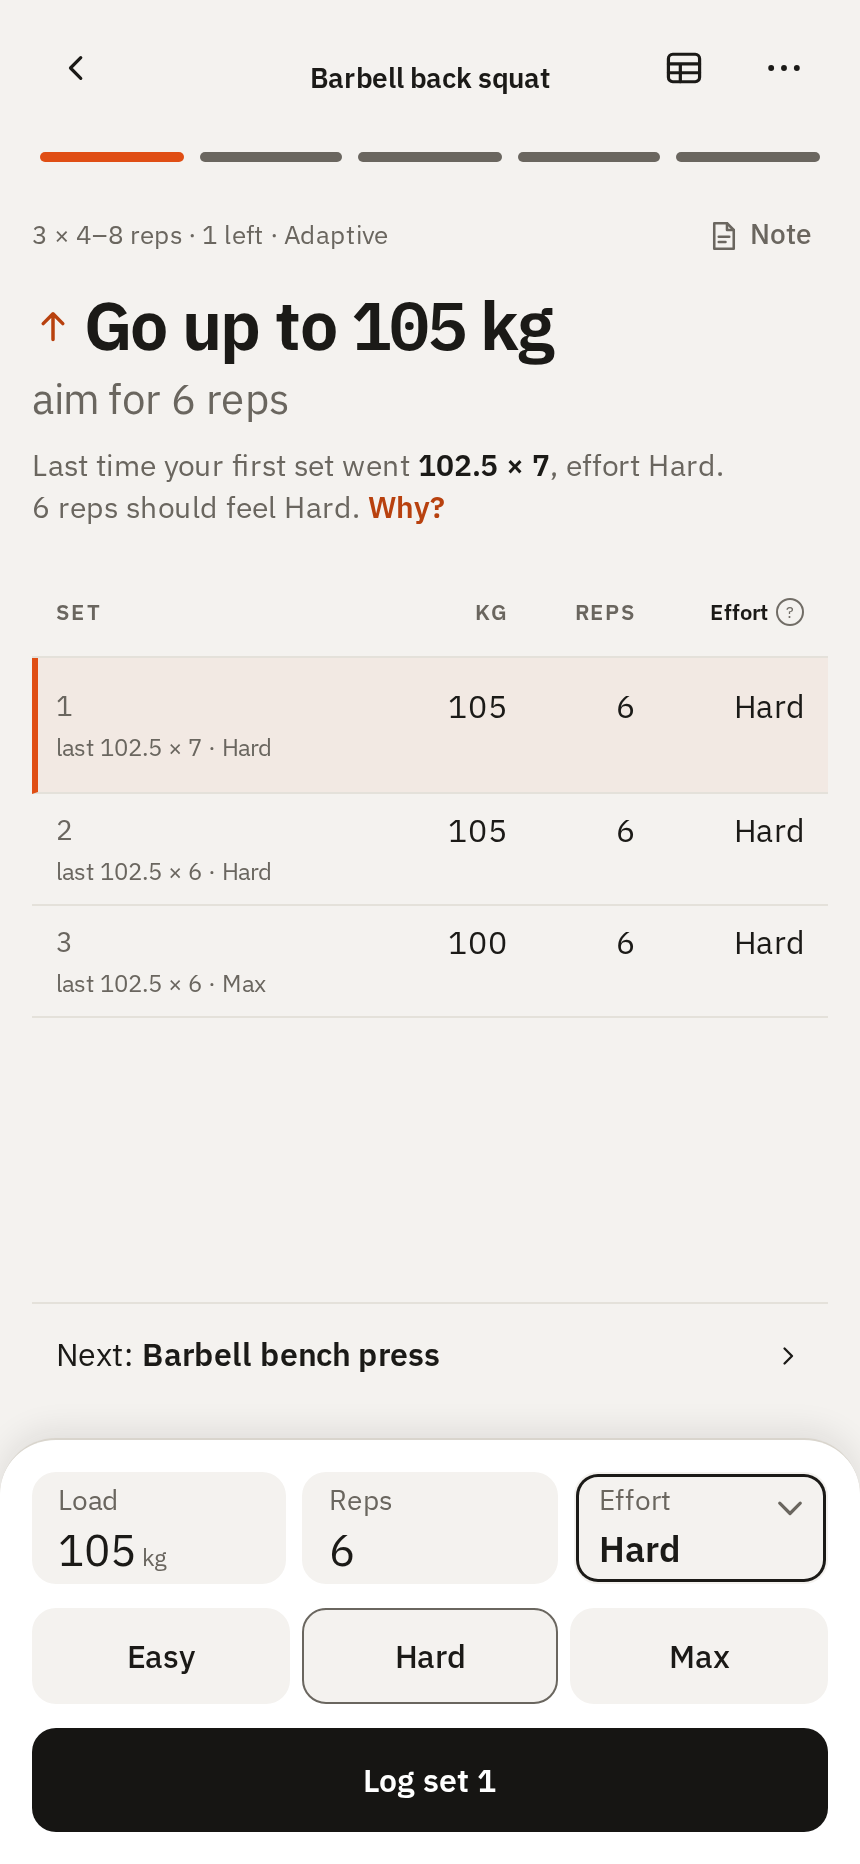 Barbell back squat
3 × 4–8 reps · 1 left · Adaptive
Note
↑ Go up to 105 kg
aim for 6 reps
Last time your first set went 102.5 × 7, effort Hard.
6 reps should feel Hard. Why?
SET KG REPS Effort ?
1 105 6 Hard
last 102.5 × 7 · Hard
2 105 6 Hard
last 102.5 × 6 · Hard
3 100 6 Hard
last 102.5 × 6 · Max
Next: Barbell bench press
Load Reps Effort
105 kg 6 Hard
Easy Hard Max
Log set 1